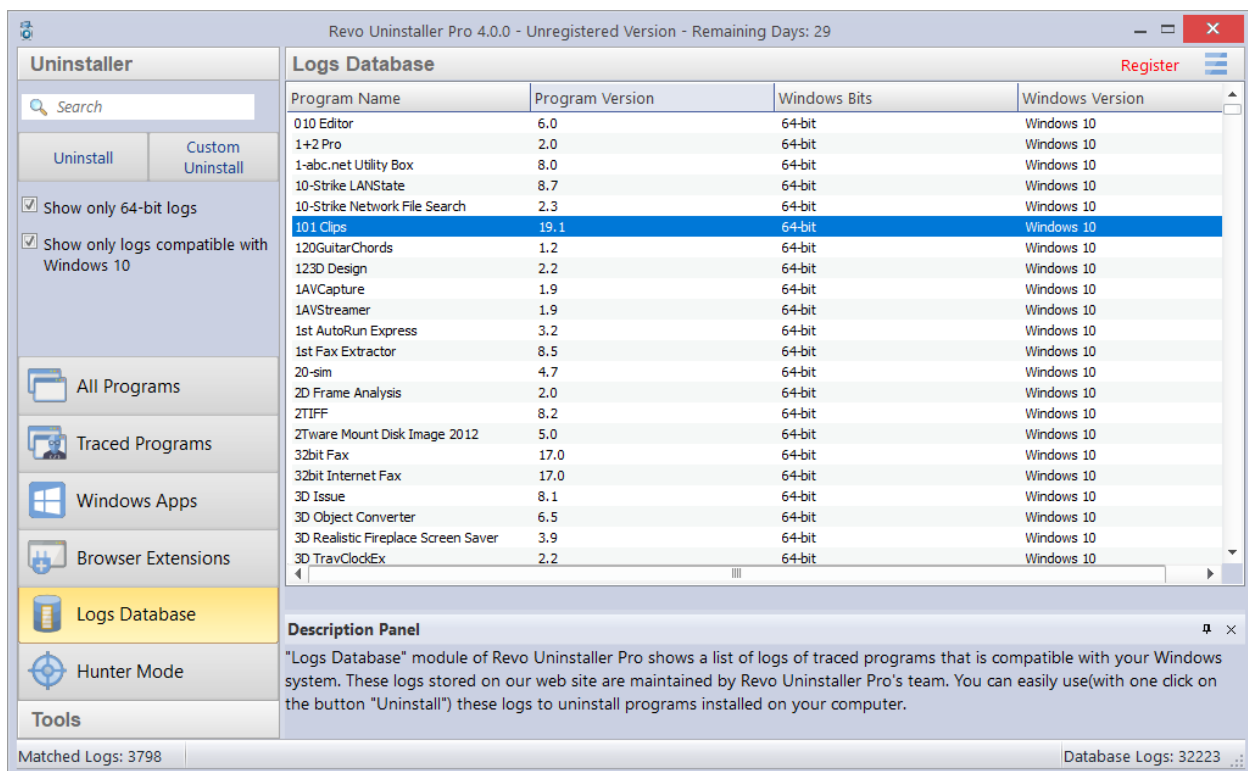 Revo Uninstaller Pro 4.0.0 - Unregistered Version - Remaining Days: 29
Uninstaller
Search
Uninstall
Custom
Uninstall
Show only 64-bit logs
Show only logs compatible with
Windows 10
All Programs
Traced Programs
Windows Apps
Browser Extensions
Logs Database
Hunter Mode
Tools
Logs Database
Register
Program Name Program Version Windows Bits Windows Version
010 Editor 6.0 64-bit Windows 10
1+2 Pro 2.0 64-bit Windows 10
1-abc.net Utility Box 8.0 64-bit Windows 10
10-Strike LANState 8.7 64-bit Windows 10
10-Strike Network File Search 2.3 64-bit Windows 10
101 Clips 19.1 64-bit Windows 10
120GuitarChords 1.2 64-bit Windows 10
123D Design 2.2 64-bit Windows 10
1AVCapture 1.9 64-bit Windows 10
1AVStreamer 1.9 64-bit Windows 10
1st AutoRun Express 3.2 64-bit Windows 10
1st Fax Extractor 8.5 64-bit Windows 10
20-sim 4.7 64-bit Windows 10
2D Frame Analysis 2.0 64-bit Windows 10
2TIFF 8.2 64-bit Windows 10
2Tware Mount Disk Image 2012 5.0 64-bit Windows 10
32bit Fax 17.0 64-bit Windows 10
32bit Internet Fax 17.0 64-bit Windows 10
3D Issue 8.1 64-bit Windows 10
3D Object Converter 6.5 64-bit Windows 10
3D Realistic Fireplace Screen Saver 3.9 64-bit Windows 10
3D TravClockEx 2.2 64-bit Windows 10
Description Panel
"Logs Database" module of Revo Uninstaller Pro shows a list of logs of traced programs that is compatible with your Windows
system. These logs stored on our web site are maintained by Revo Uninstaller Pro's team. You can easily use(with one click on
the button "Uninstall") these logs to uninstall programs installed on your computer.
Matched Logs: 3798
Database Logs: 32223